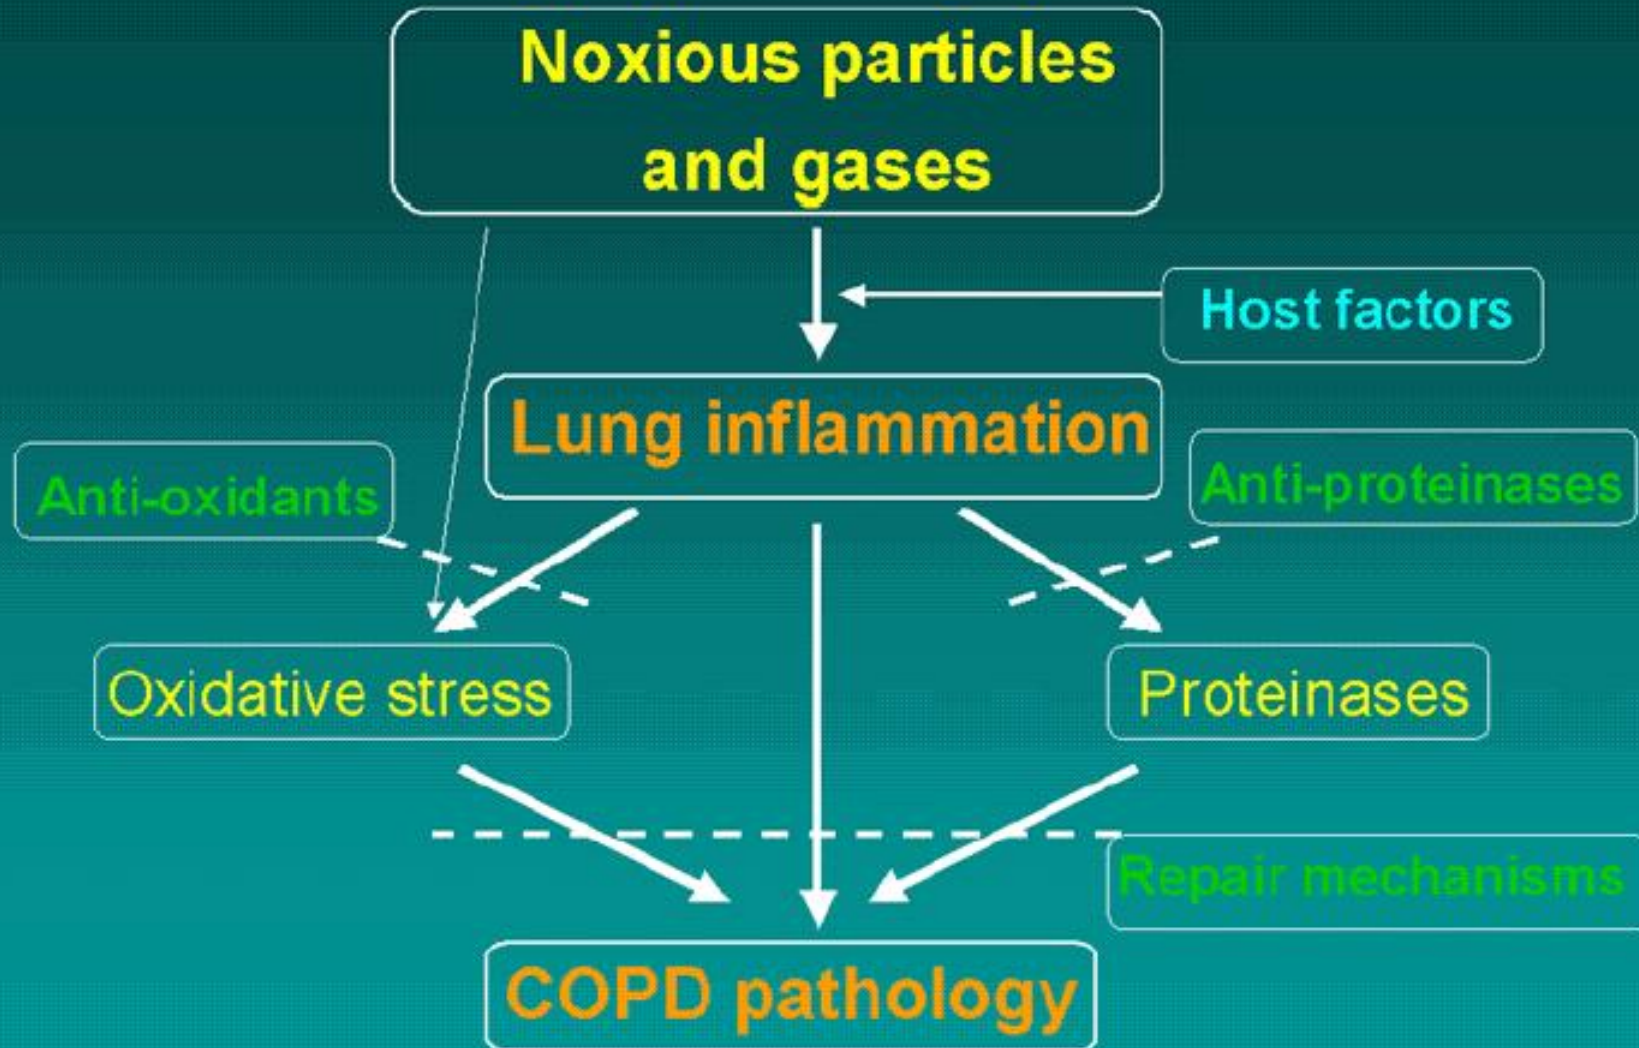 Noxious particles
and gases
Host factors
Lung inflammation
Anti-oxidants
Anti-proteinases
Oxidative stress
Proteinases
Repair mechanisms
COPD pathology